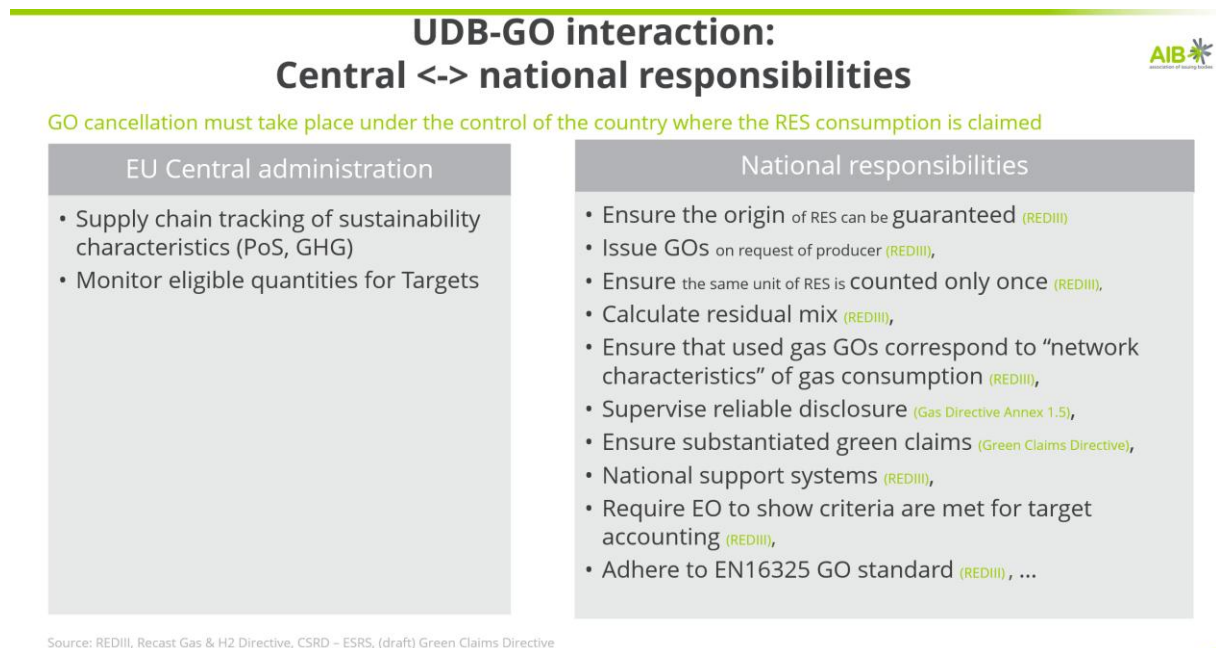 UDB-GO interaction:
Central <-> national responsibilities
AIB
association of issuing bodies
GO cancellation must take place under the control of the country where the RES consumption is claimed
EU Central administration
• Supply chain tracking of sustainability
characteristics (PoS, GHG)
• Monitor eligible quantities for Targets
National responsibilities
• Ensure the origin of RES can be guaranteed (REDIII)
• Issue GOs on request of producer (REDIII),
• Ensure the same unit of RES is counted only once (REDIII),
• Calculate residual mix (REDIII),
• Ensure that used gas GOs correspond to “network
characteristics” of gas consumption (REDIII),
• Supervise reliable disclosure (Gas Directive Annex 1.5),
• Ensure substantiated green claims (Green Claims Directive),
• National support systems (REDIII),
• Require EO to show criteria are met for target
accounting (REDIII),
• Adhere to EN16325 GO standard (REDIII) , ...
Source: REDIII, Recast Gas & H2 Directive, CSRD – ESRS, (draft) Green Claims Directive